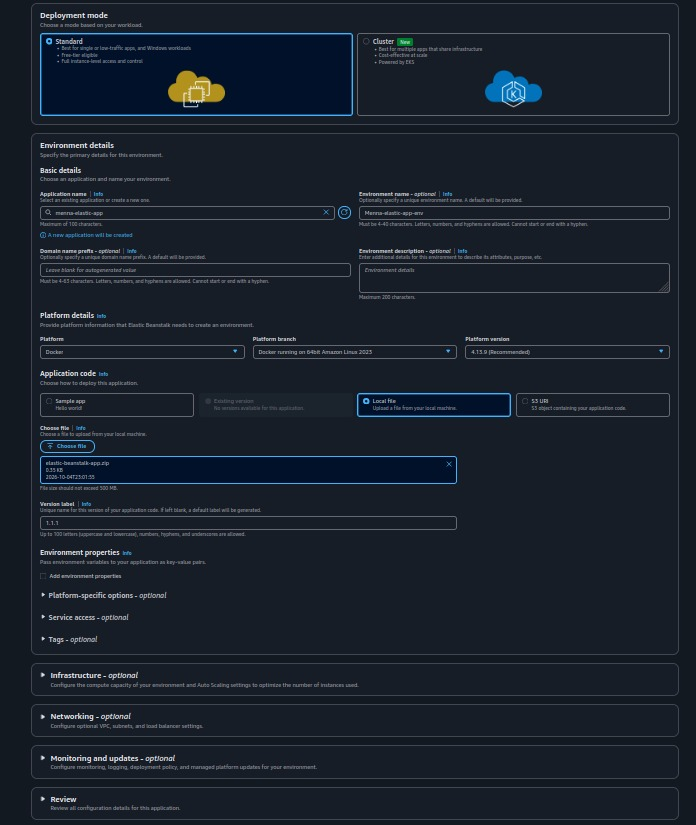 Deployment mode
Choose a mode based on your workload.
Standard
Best for single or low-traffic apps, and Windows workloads
Free-tier eligible
Full instance-level access and control
Cluster New
Best for multiple apps that share infrastructure
Cost-effective at scale
Powered by EKS
Environment details
Specify the primary details for this environment.
Basic details
Choose an application and name your environment.
Application name | Info
Select an existing application or create a new one.
menna-elastic-app
Maximum of 100 characters.
A new application will be created
Environment name - optional | Info
Optionally specify a unique environment name. A default will be provided.
Menna-elastic-app-env
Must be 4-40 characters. Letters, numbers, and hyphens are allowed. Cannot start or end with a hyphen.
Domain name prefix - optional | Info
Optionally specify a unique domain name prefix. A default will be provided.
Leave blank for autogenerated value
Must be 4-63 characters. Letters, numbers, and hyphens are allowed. Cannot start or end with a hyphen.
Environment description - optional | Info
Enter additional details for this environment to describe its attributes, purpose, etc.
Environment details
Maximum 200 characters.
Platform details Info
Provide platform information that Elastic Beanstalk needs to create an environment.
Platform
Docker
Platform branch
Docker running on 64bit Amazon Linux 2023
Platform version
4.13.9 (Recommended)
Application code Info
Choose how to deploy this application.
Sample app
Hello world!
Existing version
No versions available for this application.
Local file
Upload a file from your local machine.
S3 URI
S3 object containing your application code.
Choose file | Info
Choose a file to upload from your local machine.
Choose file
elastic-beanstalk-app.zip
0.35 KB
2026-10-04T23:01:55
File size should not exceed 500 MB.
Version label | Info
Unique name for this version of your application code. If left blank, a default label will be generated.
1.1.1
Up to 100 letters (uppercase and lowercase), numbers, hyphens, and underscores are allowed.
Environment properties Info
Pass environment variables to your application as key-value pairs.
Add environment properties
Platform-specific options - optional
Service access - optional
Tags - optional
Infrastructure - optional
Configure the compute capacity of your environment and Auto Scaling settings to optimize the number of instances used.
Networking - optional
Configure optional VPC, subnets, and load balancer settings.
Monitoring and updates - optional
Configure monitoring, logging, deployment policy, and managed platform updates for your environment.
Review
Review all configuration details for this application.